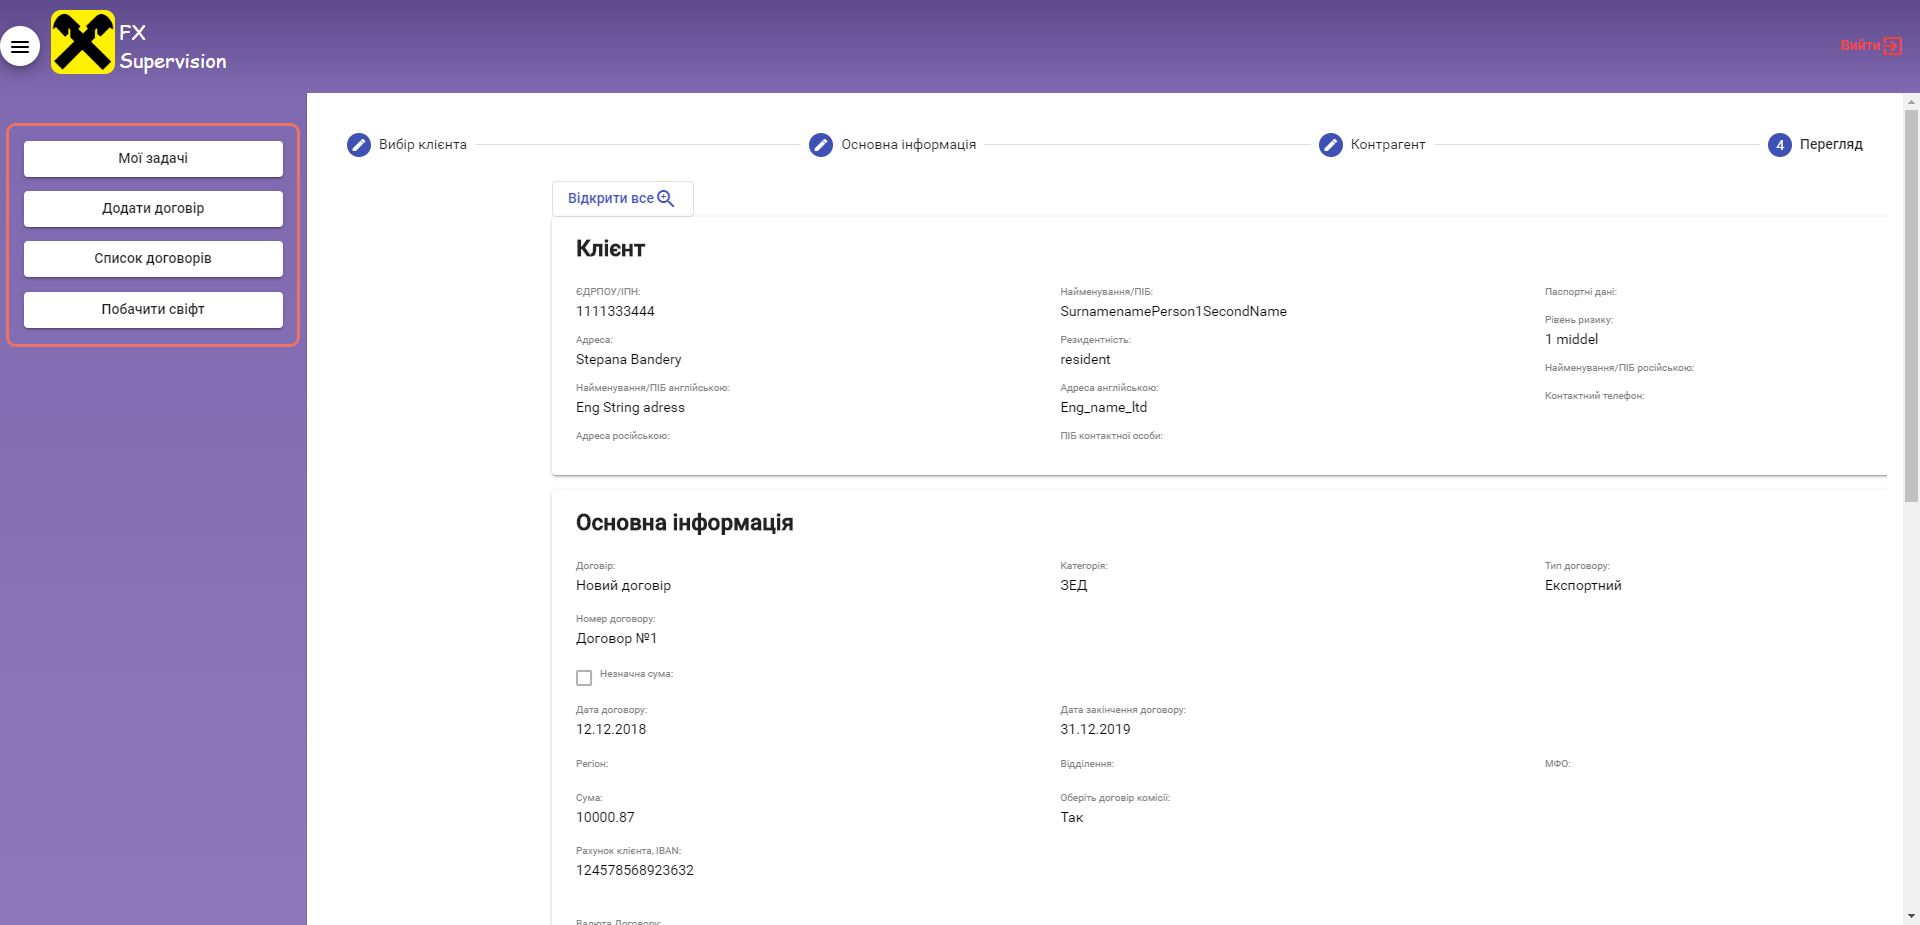 FX
Supervision
Вийти
Мої задачі
Додати договір
Список договорів
Побачити свіфт
Вибір клієнта
Основна інформація
Контрагент
4 Перегляд
Відкрити все
Клієнт
ЄДРПОУ/ІПН:
1111333444
Найменування/ПІБ:
SurnamenamePerson1SecondName
Паспортні дані:
Рівень ризику:
1 middel
Адреса:
Stepana Bandery
Резидентність:
resident
Найменування/ПІБ російською:
Найменування/ПІБ англійською:
Eng String adress
Адреса англійською:
Eng_name_ltd
Контактний телефон:
Адреса російською:
ПІБ контактної особи:
Основна інформація
Договір:
Новий договір
Категорія:
ЗЕД
Тип договору:
Експортний
Номер договору:
Договор №1
Незначна сума:
Дата договору:
12.12.2018
Дата закінчення договору:
31.12.2019
Регіон:
Відділення:
МФО:
Сума:
10000.87
Оберіть договір комісії:
Так
Рахунок клієнта, IBAN:
124578568923632
Валюта Договору: